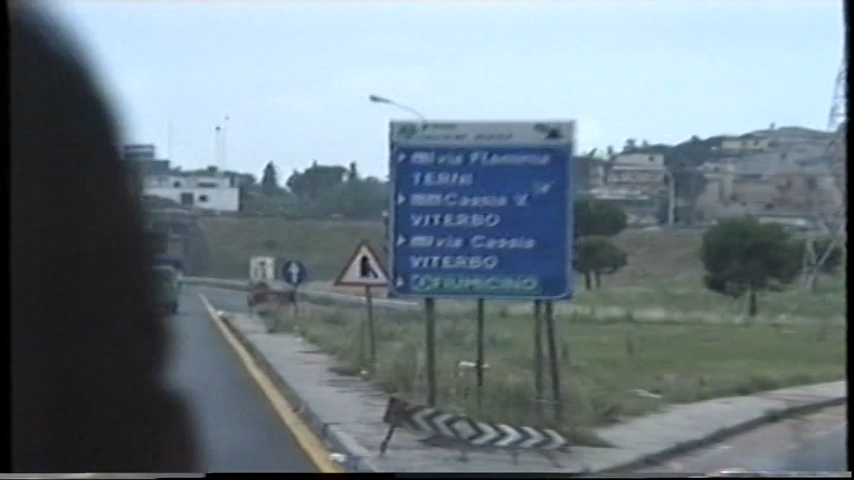 via Flaminia
TERNI
Cassia V.
VITERBO
via Cassia
VITERBO
FIUMICINO